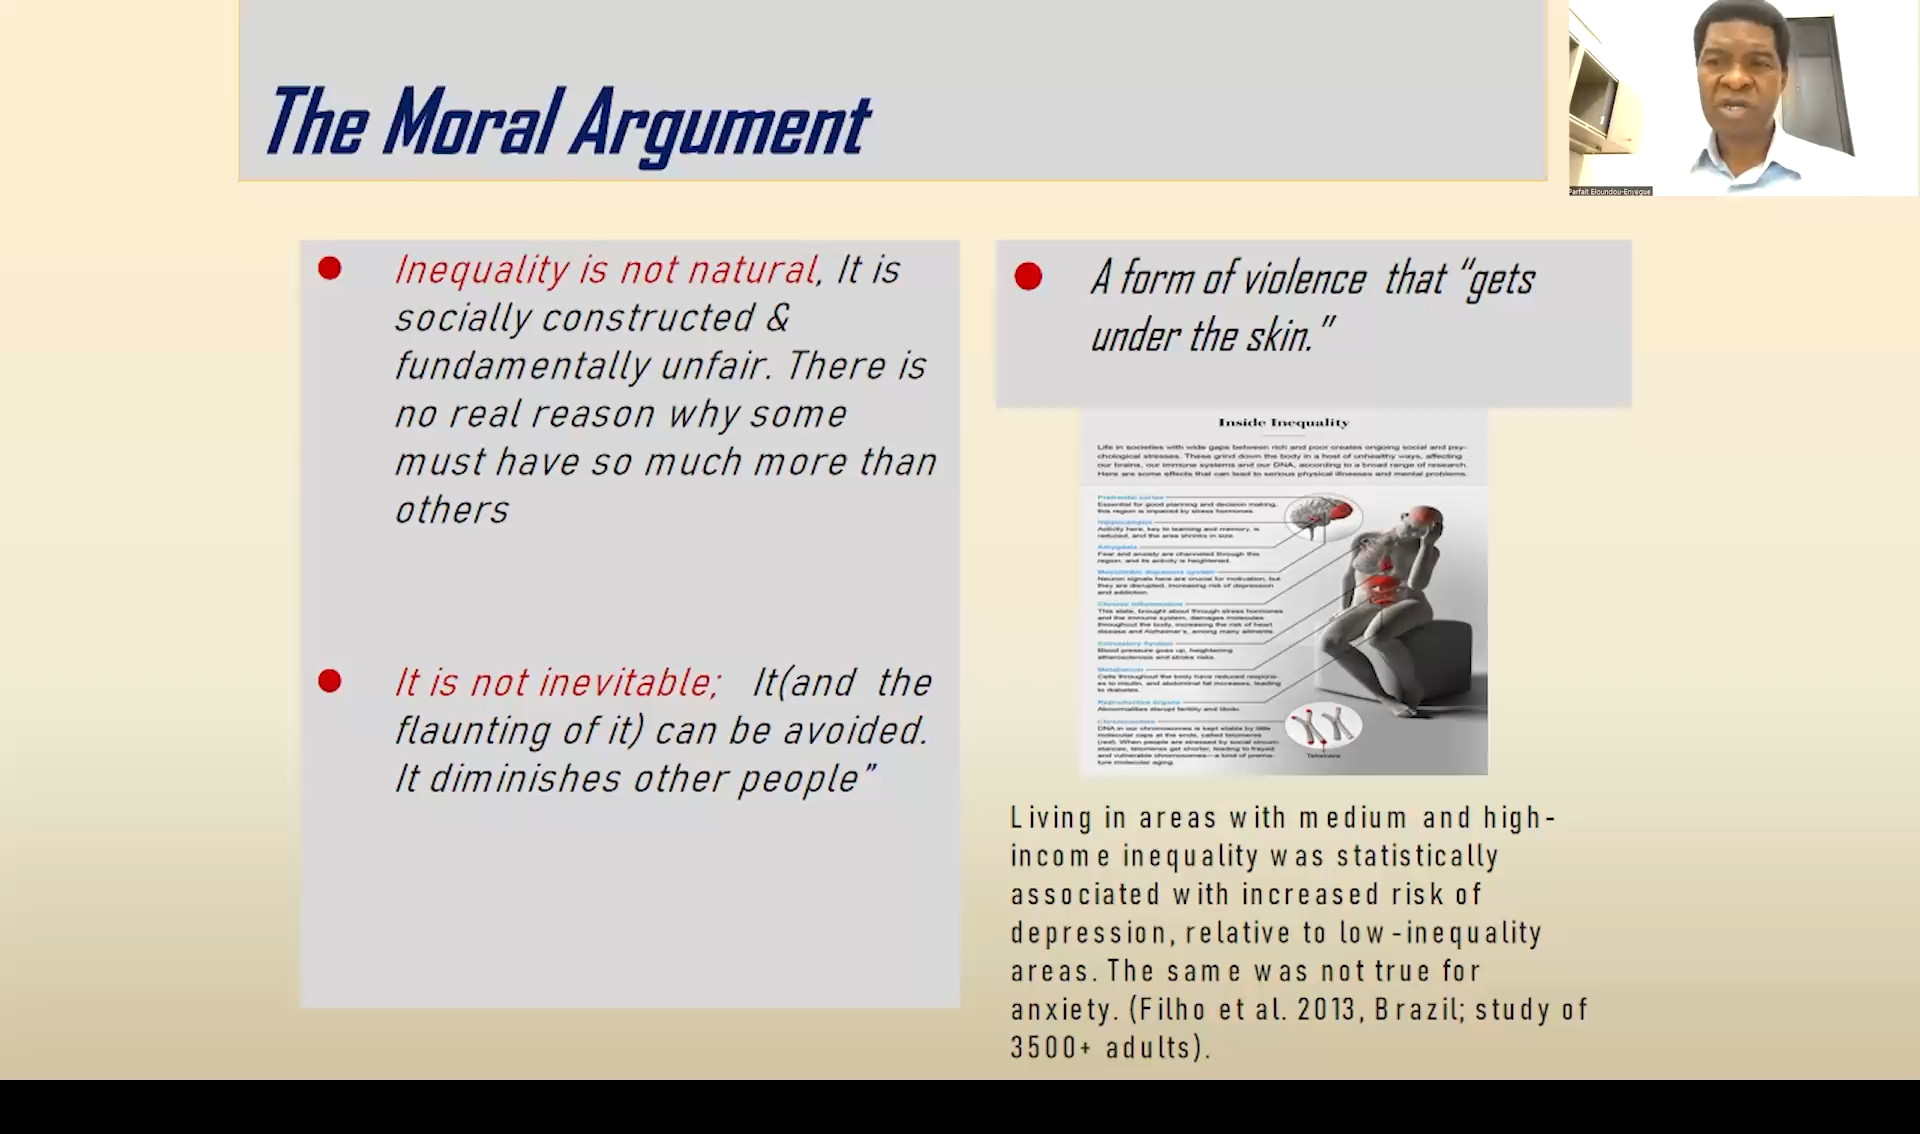 The Moral Argument
Parfait Eloundou-Enyegue
Inequality is not natural, It is
socially constructed &
fundamentally unfair. There is
no real reason why some
must have so much more than
others
It is not inevitable; It(and the
flaunting of it) can be avoided.
It diminishes other people”
A form of violence that “gets
under the skin.”
Inside Inequality
Life in societies with wide gaps between rich and poor creates ongoing social and psy-
chological stresses. These grind down the body in a host of unhealthy ways, affecting
our brains, our immune systems and our DNA, according to a broad range of research.
Here are some effects that can lead to serious physical illnesses and mental problems.
Prefrontal cortex
Essential for good planning and decision making,
this region is impaired by stress hormones.
Hippocampus
Activity here, key to learning and memory, is
reduced, and the area shrinks in size.
Amygdala
Fear and anxiety are channeled through this
region, and its activity is heightened.
Mesolimbic dopamine system
Neuron signals here are crucial for motivation, but
they are disrupted, increasing risk of depression
and addiction.
Chronic inflammation
This state, brought about through stress hormones
and the immune system, damages molecules
throughout the body, increasing the risk of heart
disease and Alzheimer's, among many ailments.
Circulatory System
Blood pressure goes up, heightening
atherosclerosis and stroke risks.
Metabolism
Cells throughout the body have reduced respons-
es to insulin, and abdominal fat increases, leading
to diabetes.
Reproductive organs
Abnormalities disrupt fertility and libido.
Chromosomes
DNA in our chromosomes is kept stable by little
molecular caps at the ends, called telomeres
(red). When people are stressed by social circum-
stances, telomeres get shorter, leading to frayed
and vulnerable chromosomes—a kind of prema-
ture molecular aging.
Telomere
Living in areas with medium and high-
income inequality was statistically
associated with increased risk of
depression, relative to low-inequality
areas. The same was not true for
anxiety. (Filho et al. 2013, Brazil; study of
3500+ adults).